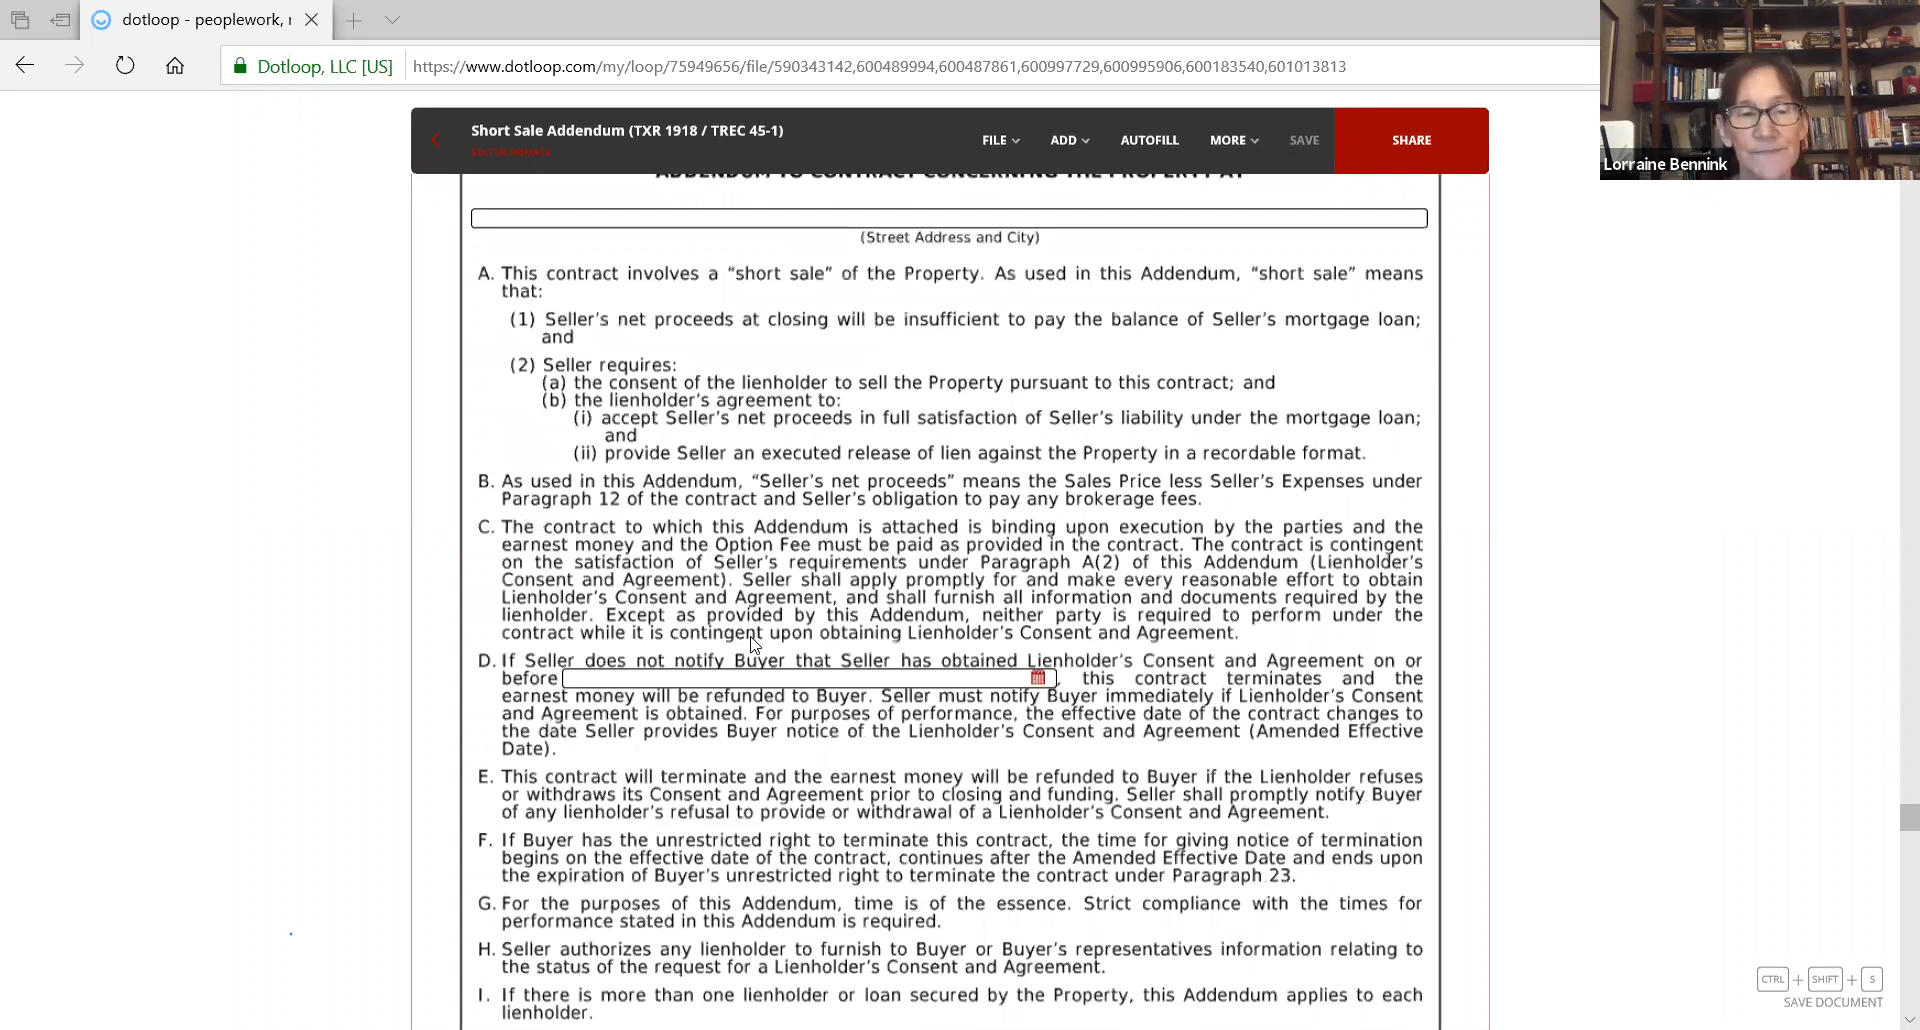 dotloop - peoplework,
Dotloop, LLC [US]
https://www.dotloop.com/my/loop/75949656/file/590343142,600489994,600487861,600997729,600995906,600183540,601013813
Lorraine Bennink
Short Sale Addendum (TXR 1918 / TREC 45-1)
EDIT IN PRIVATE
FILE
ADD
AUTOFILL
MORE
SAVE
SHARE
ADDENDUM TO CONTRACT CONCERNING THE PROPERTY AT
(Street Address and City)
A. This contract involves a “short sale” of the Property. As used in this Addendum, “short sale” means
that:
(1) Seller’s net proceeds at closing will be insufficient to pay the balance of Seller’s mortgage loan;
and
(2) Seller requires:
(a) the consent of the lienholder to sell the Property pursuant to this contract; and
(b) the lienholder’s agreement to:
(i) accept Seller’s net proceeds in full satisfaction of Seller’s liability under the mortgage loan;
and
(ii) provide Seller an executed release of lien against the Property in a recordable format.
B. As used in this Addendum, “Seller’s net proceeds” means the Sales Price less Seller’s Expenses under
Paragraph 12 of the contract and Seller’s obligation to pay any brokerage fees.
C. The contract to which this Addendum is attached is binding upon execution by the parties and the
earnest money and the Option Fee must be paid as provided in the contract. The contract is contingent
on the satisfaction of Seller’s requirements under Paragraph A(2) of this Addendum (Lienholder’s
Consent and Agreement). Seller shall apply promptly for and make every reasonable effort to obtain
Lienholder’s Consent and Agreement, and shall furnish all information and documents required by the
lienholder. Except as provided by this Addendum, neither party is required to perform under the
contract while it is contingent upon obtaining Lienholder’s Consent and Agreement.
D. If Seller does not notify Buyer that Seller has obtained Lienholder’s Consent and Agreement on or
before , this contract terminates and the
earnest money will be refunded to Buyer. Seller must notify Buyer immediately if Lienholder’s Consent
and Agreement is obtained. For purposes of performance, the effective date of the contract changes to
the date Seller provides Buyer notice of the Lienholder’s Consent and Agreement (Amended Effective
Date).
E. This contract will terminate and the earnest money will be refunded to Buyer if the Lienholder refuses
or withdraws its Consent and Agreement prior to closing and funding. Seller shall promptly notify Buyer
of any lienholder’s refusal to provide or withdrawal of a Lienholder’s Consent and Agreement.
F. If Buyer has the unrestricted right to terminate this contract, the time for giving notice of termination
begins on the effective date of the contract, continues after the Amended Effective Date and ends upon
the expiration of Buyer’s unrestricted right to terminate the contract under Paragraph 23.
G. For the purposes of this Addendum, time is of the essence. Strict compliance with the times for
performance stated in this Addendum is required.
H. Seller authorizes any lienholder to furnish to Buyer or Buyer’s representatives information relating to
the status of the request for a Lienholder’s Consent and Agreement.
I. If there is more than one lienholder or loan secured by the Property, this Addendum applies to each
lienholder.
CTRL + SHIFT + S
SAVE DOCUMENT